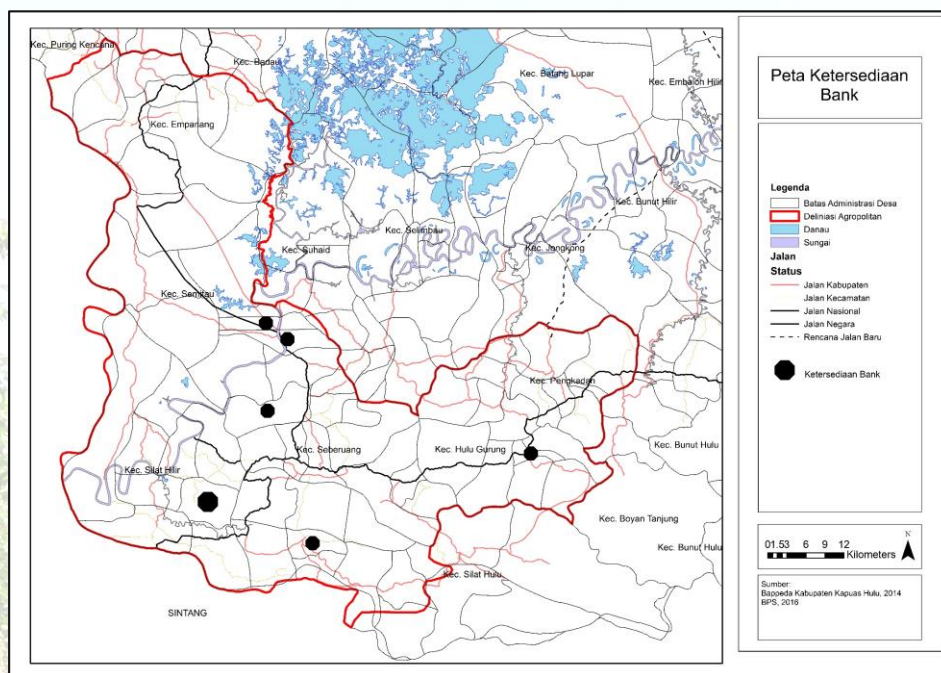 Kec. Puring Kencana
Kec. Badau
Kec. Batang Lupar
Kec. Embaloh Hilir
Kec. Empanang
Kec. Bunut Hilir
Kec. Selimbau
Kec. Suhaid
Kec. Jongkong
Kec. Semitau
Kec. Pengkadan
Kec. Seberuang
Kec. Hulu Gurung
Kec. Bunut Hulu
Kec. Silat Hilir
Kec. Boyan Tanjung
Kec. Bunut Hulu
Kec. Silat Hulu
SINTANG
Peta Ketersediaan
Bank
Legenda
Batas Administrasi Desa
Deliniasi Agropolitan
Danau
Sungai
Jalan
Status
Jalan Kabupaten
Jalan Kecamatan
Jalan Nasional
Jalan Negara
Rencana Jalan Baru
Ketersediaan Bank
01.53 6 9 12
Kilometers
N
Sumber:
Bappeda Kabupaten Kapuas Hulu, 2014
BPS, 2016